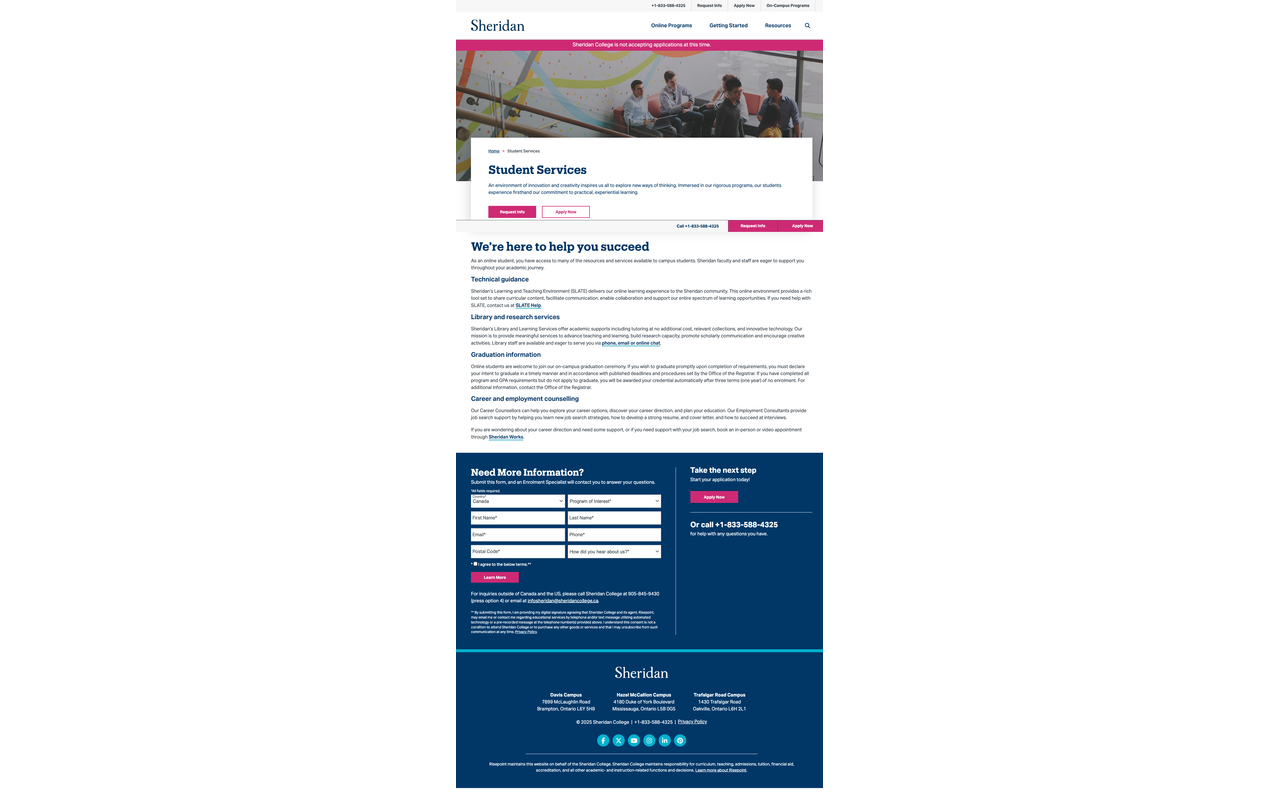 +1-833-588-4325
Request Info
Apply Now
On-Campus Programs
Sheridan
Online Programs
Getting Started
Resources
Sheridan College is not accepting applications at this time.
Home > Student Services
Student Services
An environment of innovation and creativity inspires us all to explore new ways of thinking. Immersed in our rigorous programs, our students
experience firsthand our commitment to practical, experiential learning.
Request Info
Apply Now
Call +1-833-588-4325
Request Info
Apply Now
We're here to help you succeed
As an online student, you have access to many of the resources and services available to campus students. Sheridan faculty and staff are eager to support you
throughout your academic journey.
Technical guidance
Sheridan's Learning and Teaching Environment (SLATE) delivers our online learning experience to the Sheridan community. This online environment provides a rich
tool set to share curricular content, facilitate communication, enable collaboration and support our entire spectrum of learning opportunities. If you need help with
SLATE, contact us at SLATE Help.
Library and research services
Sheridan's Library and Learning Services offer academic supports including tutoring at no additional cost, relevant collections, and innovative technology. Our
mission is to provide meaningful services to advance teaching and learning, build research capacity, promote scholarly communication and encourage creative
activities. Library staff are available and eager to serve you via phone, email or online chat.
Graduation information
Online students are welcome to join our on-campus graduation ceremony. If you wish to graduate promptly upon completion of requirements, you must declare
your intent to graduate in a timely manner and in accordance with published deadlines and procedures set by the Office of the Registrar. If you have completed all
program and GPA requirements but do not apply to graduate, you will be awarded your credential automatically after three terms (one year) of no enrolment. For
additional information, contact the Office of the Registrar.
Career and employment counselling
Our Career Counsellors can help you explore your career options, discover your career direction, and plan your education. Our Employment Consultants provide
job search support by helping you learn new job search strategies, how to develop a strong resume, and cover letter, and how to succeed at interviews.
If you are wondering about your career direction and need some support, or if you need support with your job search, book an in-person or video appointment
through Sheridan Works.
Need More Information?
Submit this form, and an Enrolment Specialist will contact you to answer your questions.
*All fields required.
Country*
Canada
Program of Interest*
First Name*
Last Name*
Email*
Phone*
Postal Code*
How did you hear about us?*
* I agree to the below terms.**
Learn More
For inquiries outside of Canada and the US, please call Sheridan College at 905-845-9430
(press option 4) or email at infosheridan@sheridancollege.ca.
** By submitting this form, I am providing my digital signature agreeing that Sheridan College and its agent, Risepoint,
may email me or contact me regarding educational services by telephone and/or text message utilizing automated
technology or a pre-recorded message at the telephone number(s) provided above. I understand this consent is not a
condition to attend Sheridan College or to purchase any other goods or services and that I may unsubscribe from such
communication at any time. Privacy Policy.
Take the next step
Start your application today!
Apply Now
Or call +1-833-588-4325
for help with any questions you have.
Sheridan
Davis Campus
7899 McLaughlin Road
Brampton, Ontario L6Y 5H9
Hazel McCallion Campus
4180 Duke of York Boulevard
Mississauga, Ontario L5B 0G5
Trafalgar Road Campus
1430 Trafalgar Road
Oakville, Ontario L6H 2L1
© 2025 Sheridan College | +1-833-588-4325 | Privacy Policy
Risepoint maintains this website on behalf of the Sheridan College. Sheridan College maintains responsibility for curriculum, teaching, admissions, tuition, financial aid,
accreditation, and all other academic- and instruction-related functions and decisions. Learn more about Risepoint.